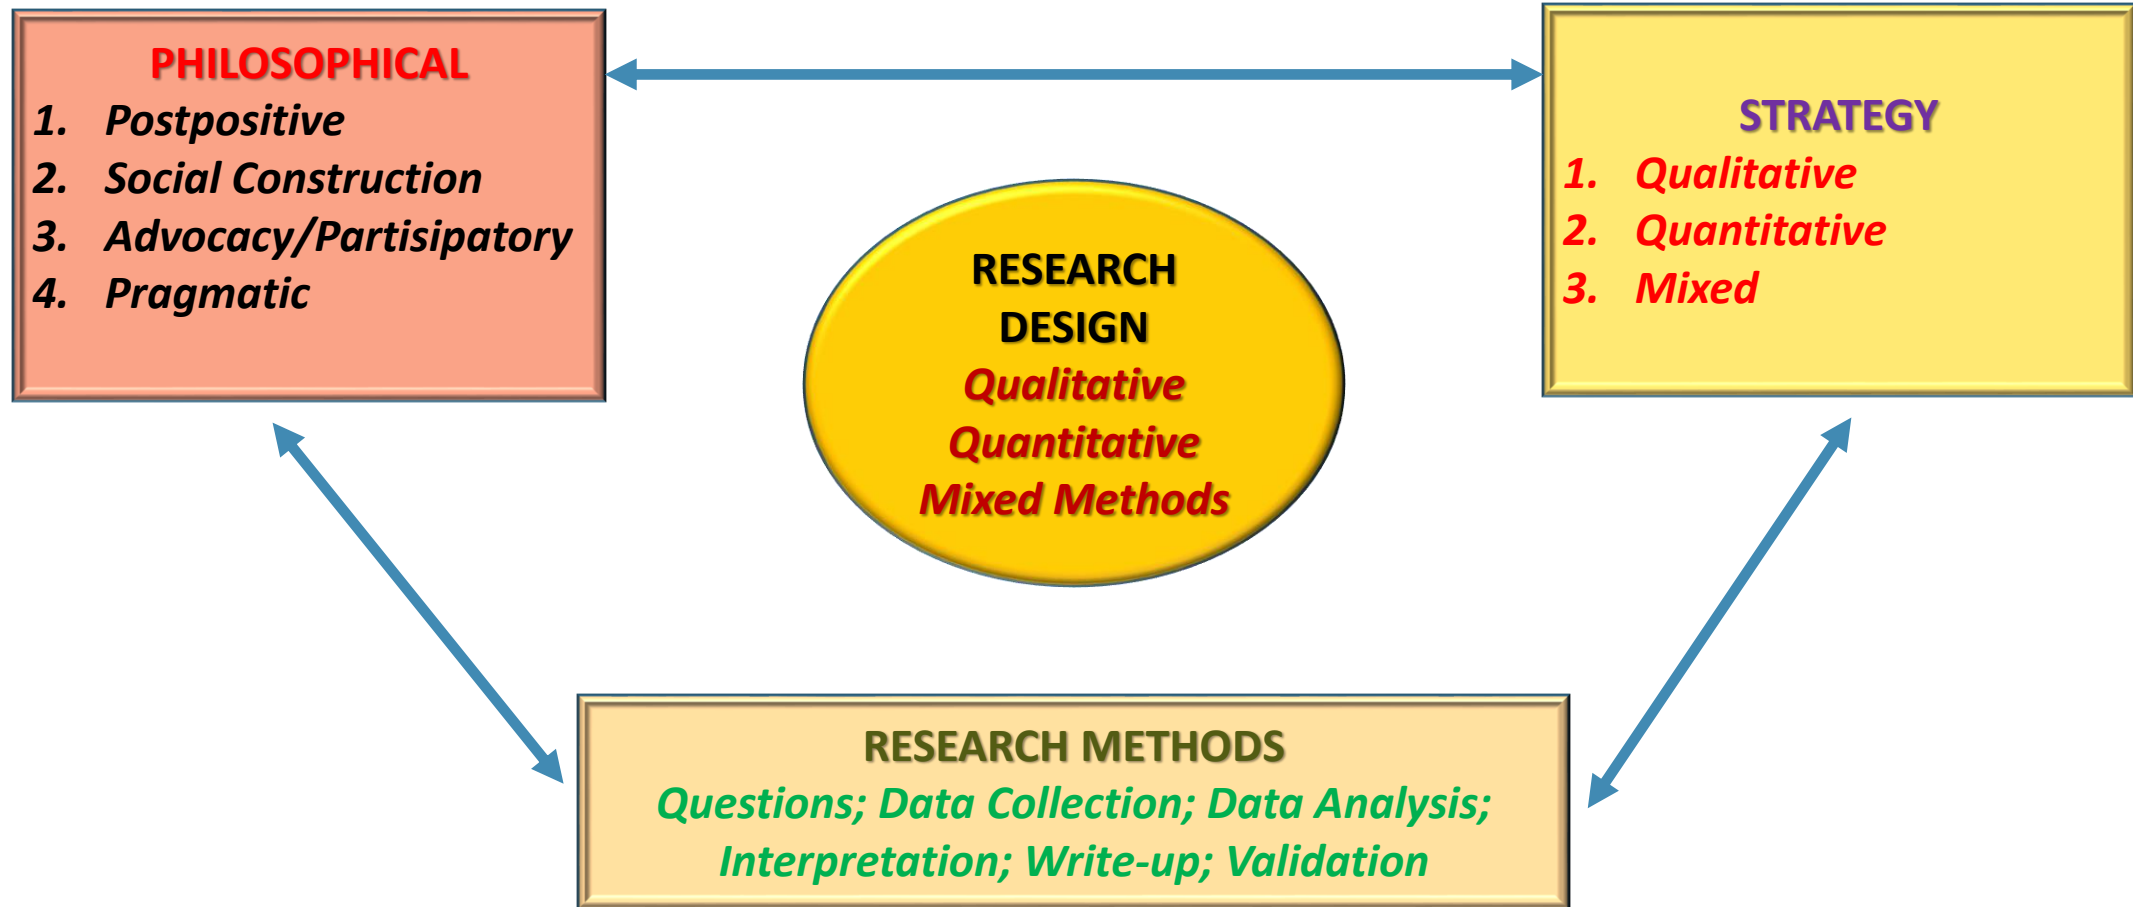 PHILOSOPHICAL
1. Postpositive
2. Social Construction
3. Advocacy/Partisipatory
4. Pragmatic
STRATEGY
1. Qualitative
2. Quantitative
3. Mixed
RESEARCH
DESIGN
Qualitative
Quantitative
Mixed Methods
RESEARCH METHODS
Questions; Data Collection; Data Analysis;
Interpretation; Write-up; Validation